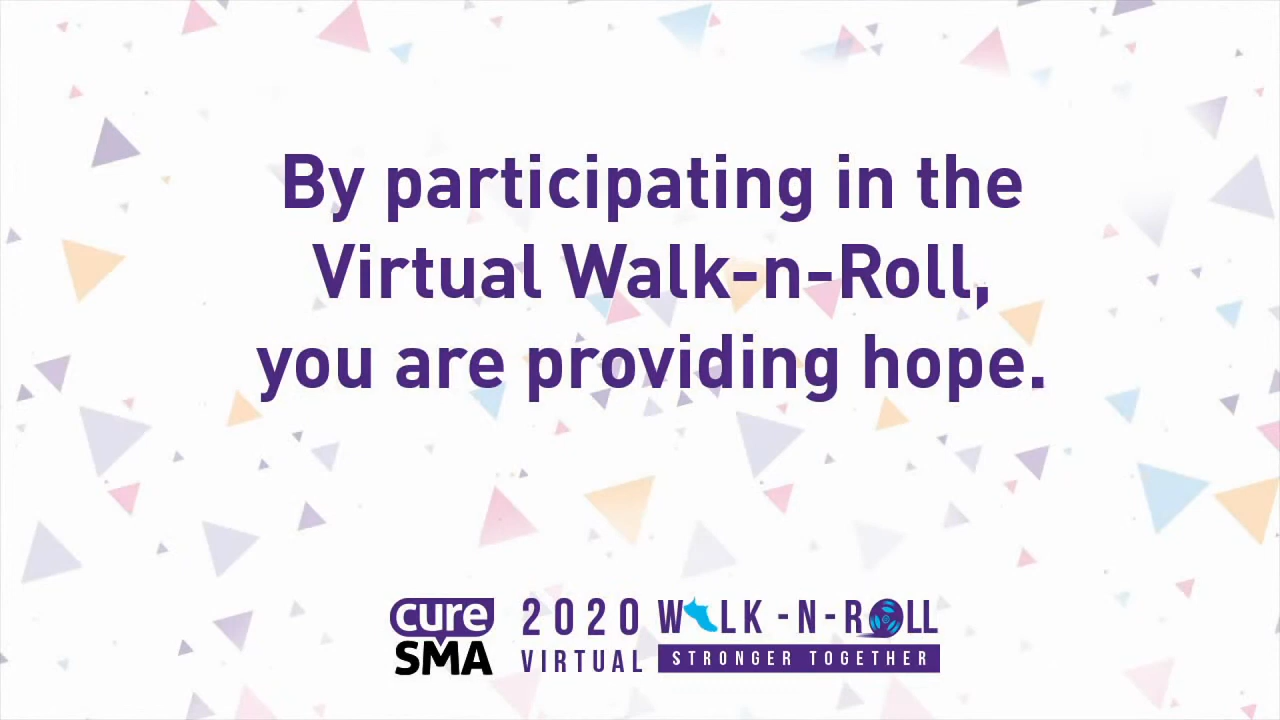 By participating in the
Virtual Walk-n-Roll,
you are providing hope.
cure
SMA
2020 WALK-N-ROLL
VIRTUAL STRONGER TOGETHER